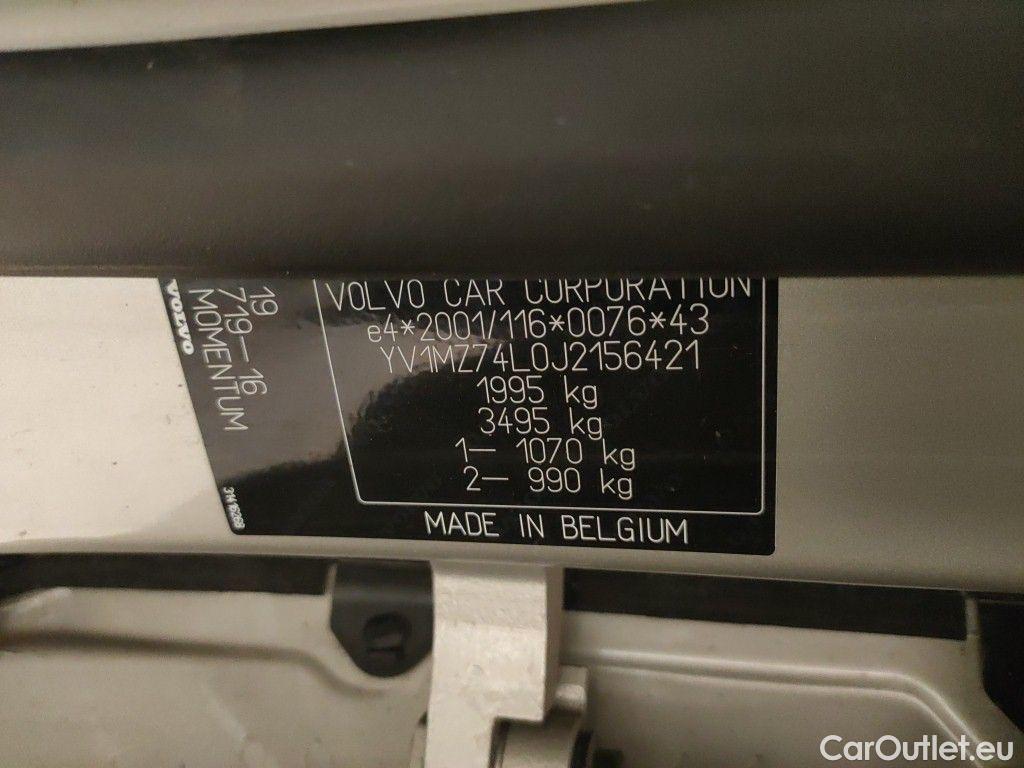 VOLVO CAR CORPORATION
e4*2001/116*0076*43
YV1MZ74L0J2156421
1995 kg
3495 kg
1– 1070 kg
2– 990 kg
MADE IN BELGIUM
19
719–16
MOMENTUM
VOLVO
CarOutlet.eu